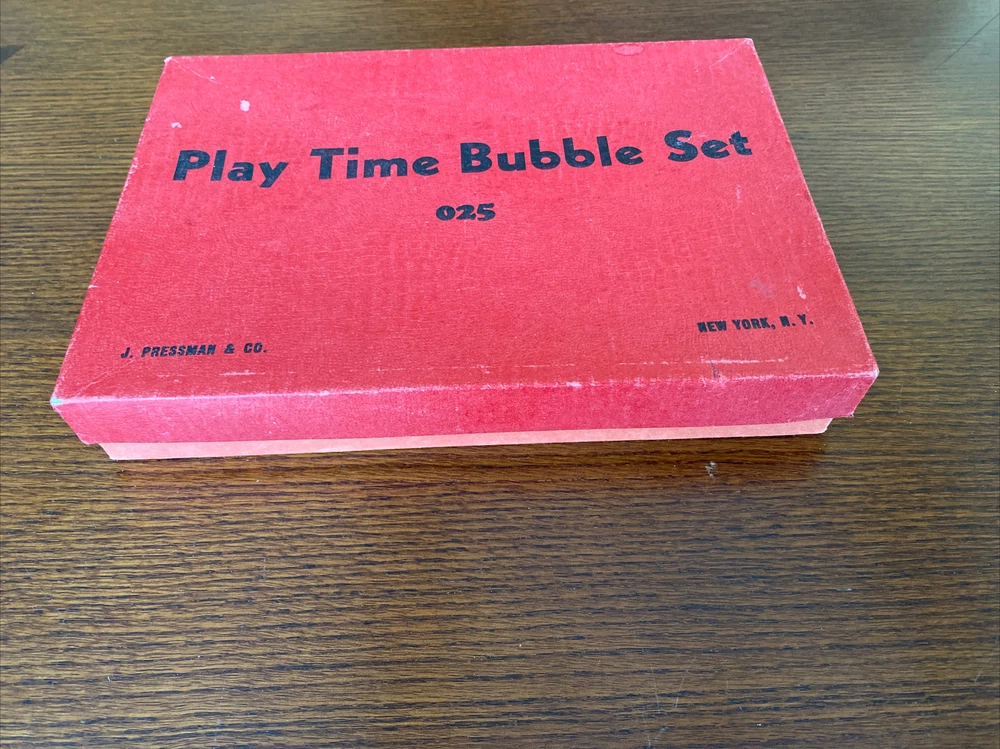 Play Time Bubble Set
025
J. PRESSMAN & CO.
NEW YORK, N. Y.